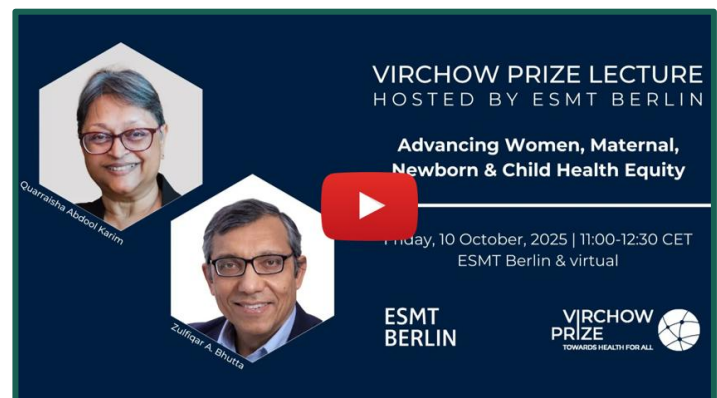 VIRCHOW PRIZE LECTURE
HOSTED BY ESMT BERLIN
Advancing Women, Maternal,
Newborn & Child Health Equity
Friday, 10 October, 2025 | 11:00-12:30 CET
ESMT Berlin & virtual
Quarraisha Abdool Karim
Zulfiqar A. Bhutta
ESMT
BERLIN
VIRCHOW
PRIZE
TOWARDS HEALTH FOR ALL